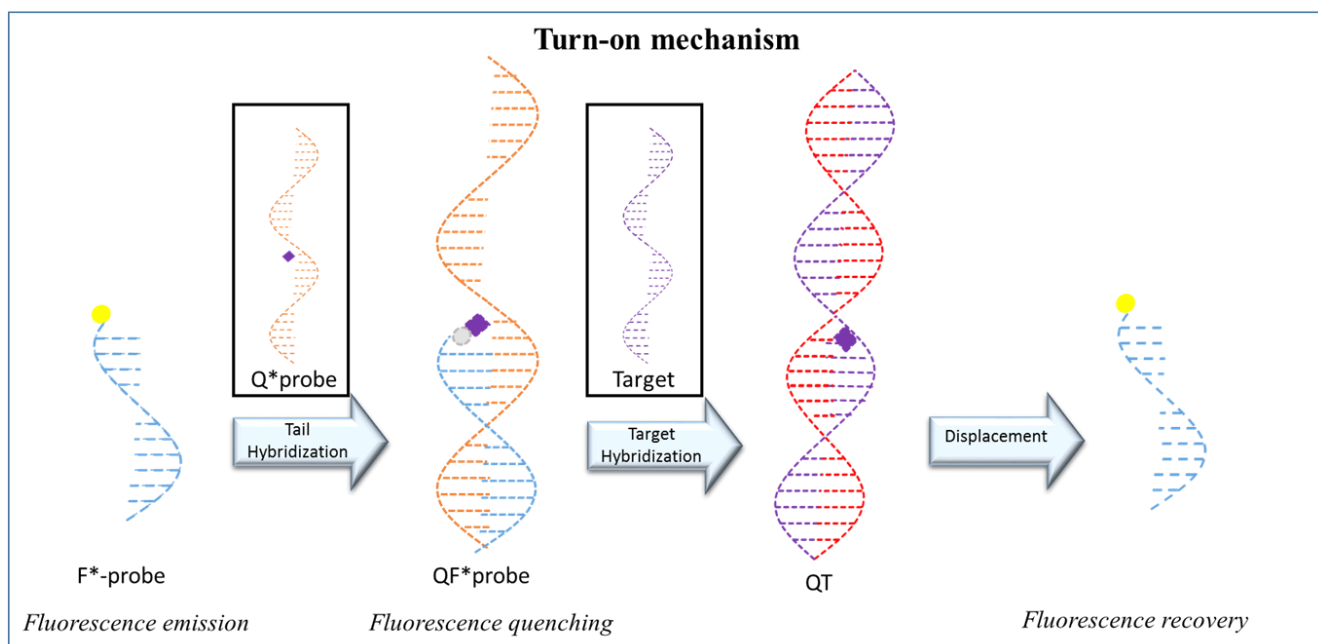 Turn-on mechanism
Q*probe
Target
Tail
Hybridization
Target
Hybridization
Displacement
F*-probe
QF*probe
QT
Fluorescence emission
Fluorescence quenching
Fluorescence recovery